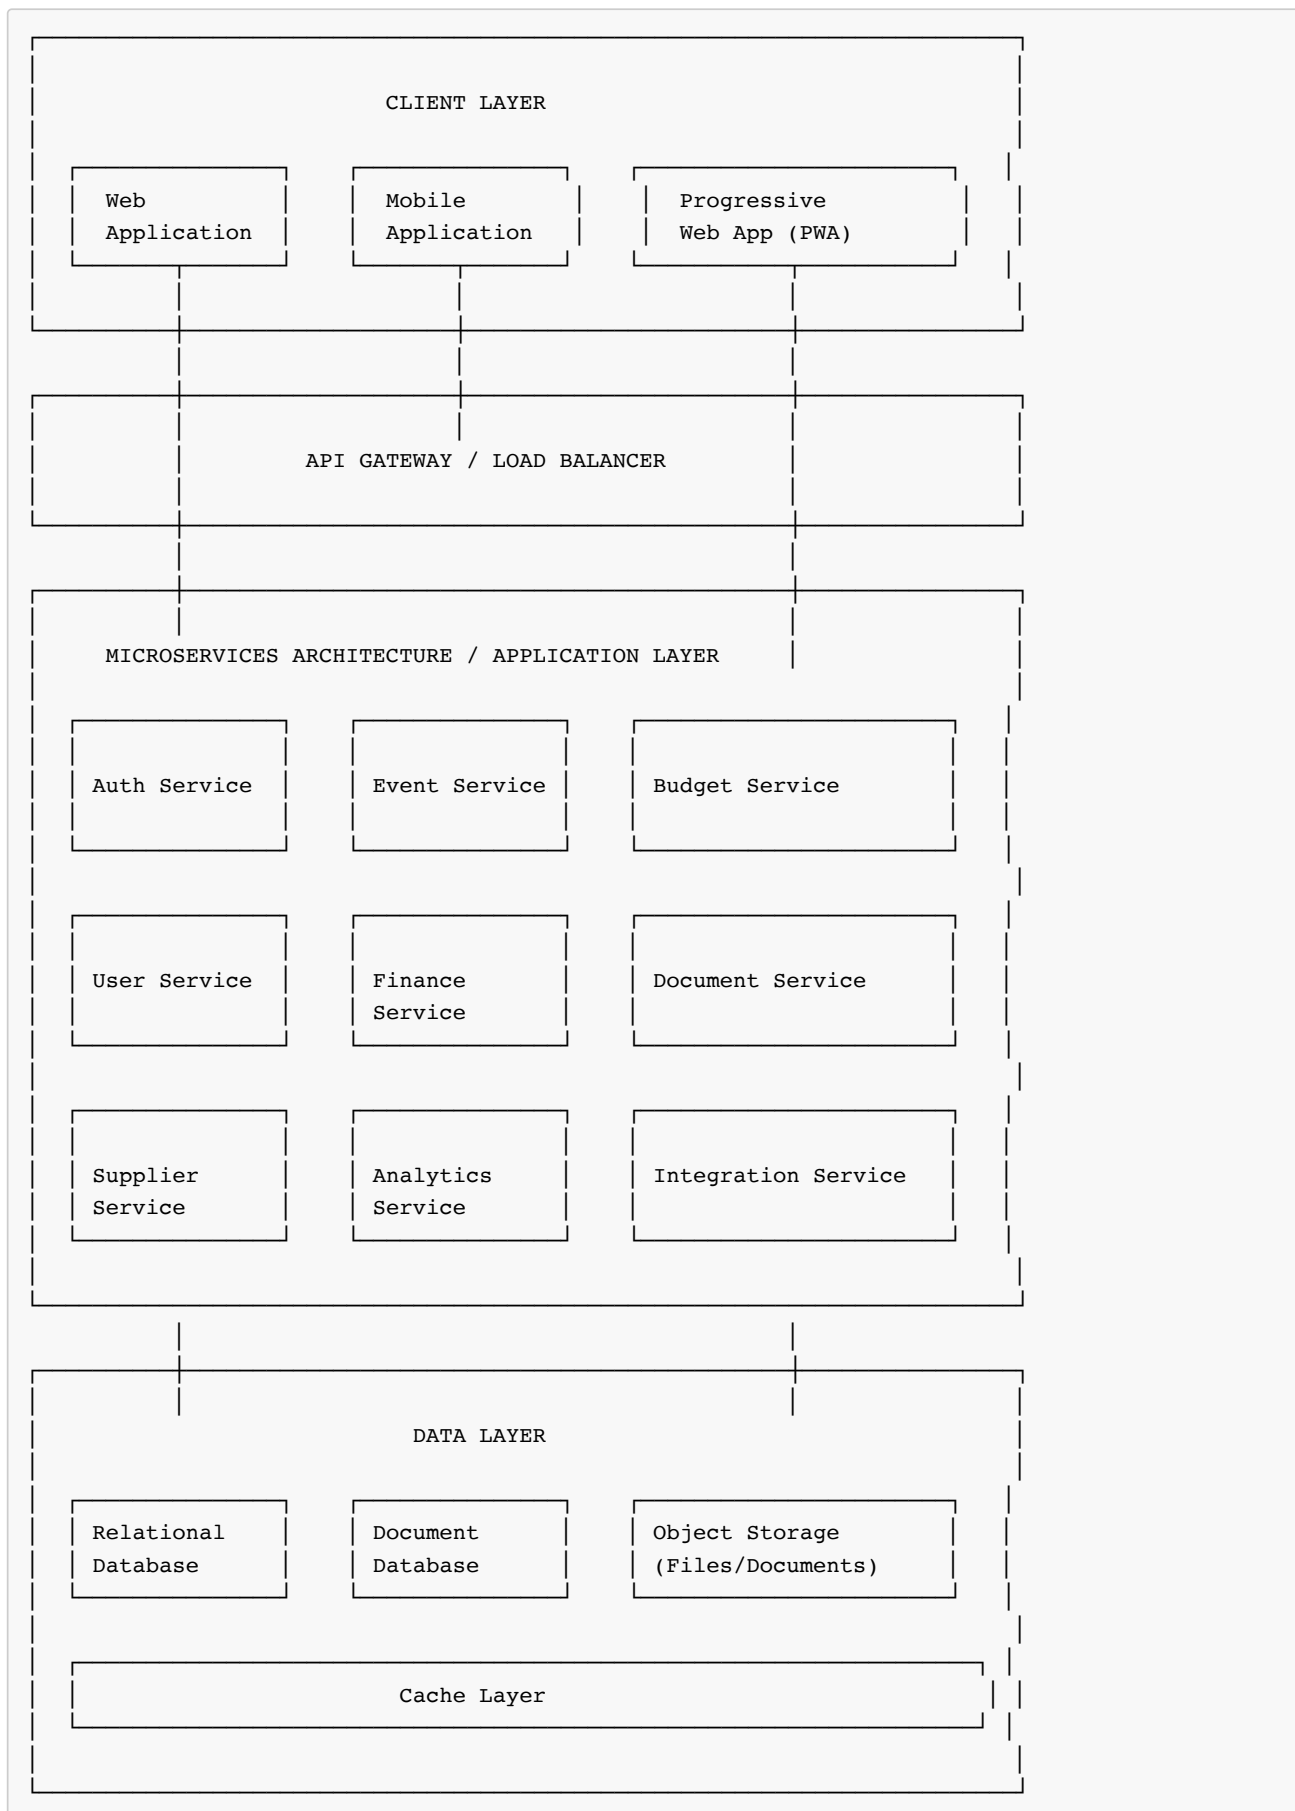 CLIENT LAYER
Web Mobile Progressive
Application Application Web App (PWA)
API GATEWAY / LOAD BALANCER
MICROSERVICES ARCHITECTURE / APPLICATION LAYER
Auth Service Event Service Budget Service
User Service Finance Document Service
Service
Supplier Analytics Integration Service
Service Service
DATA LAYER
Relational Document Object Storage
Database Database (Files/Documents)
Cache Layer